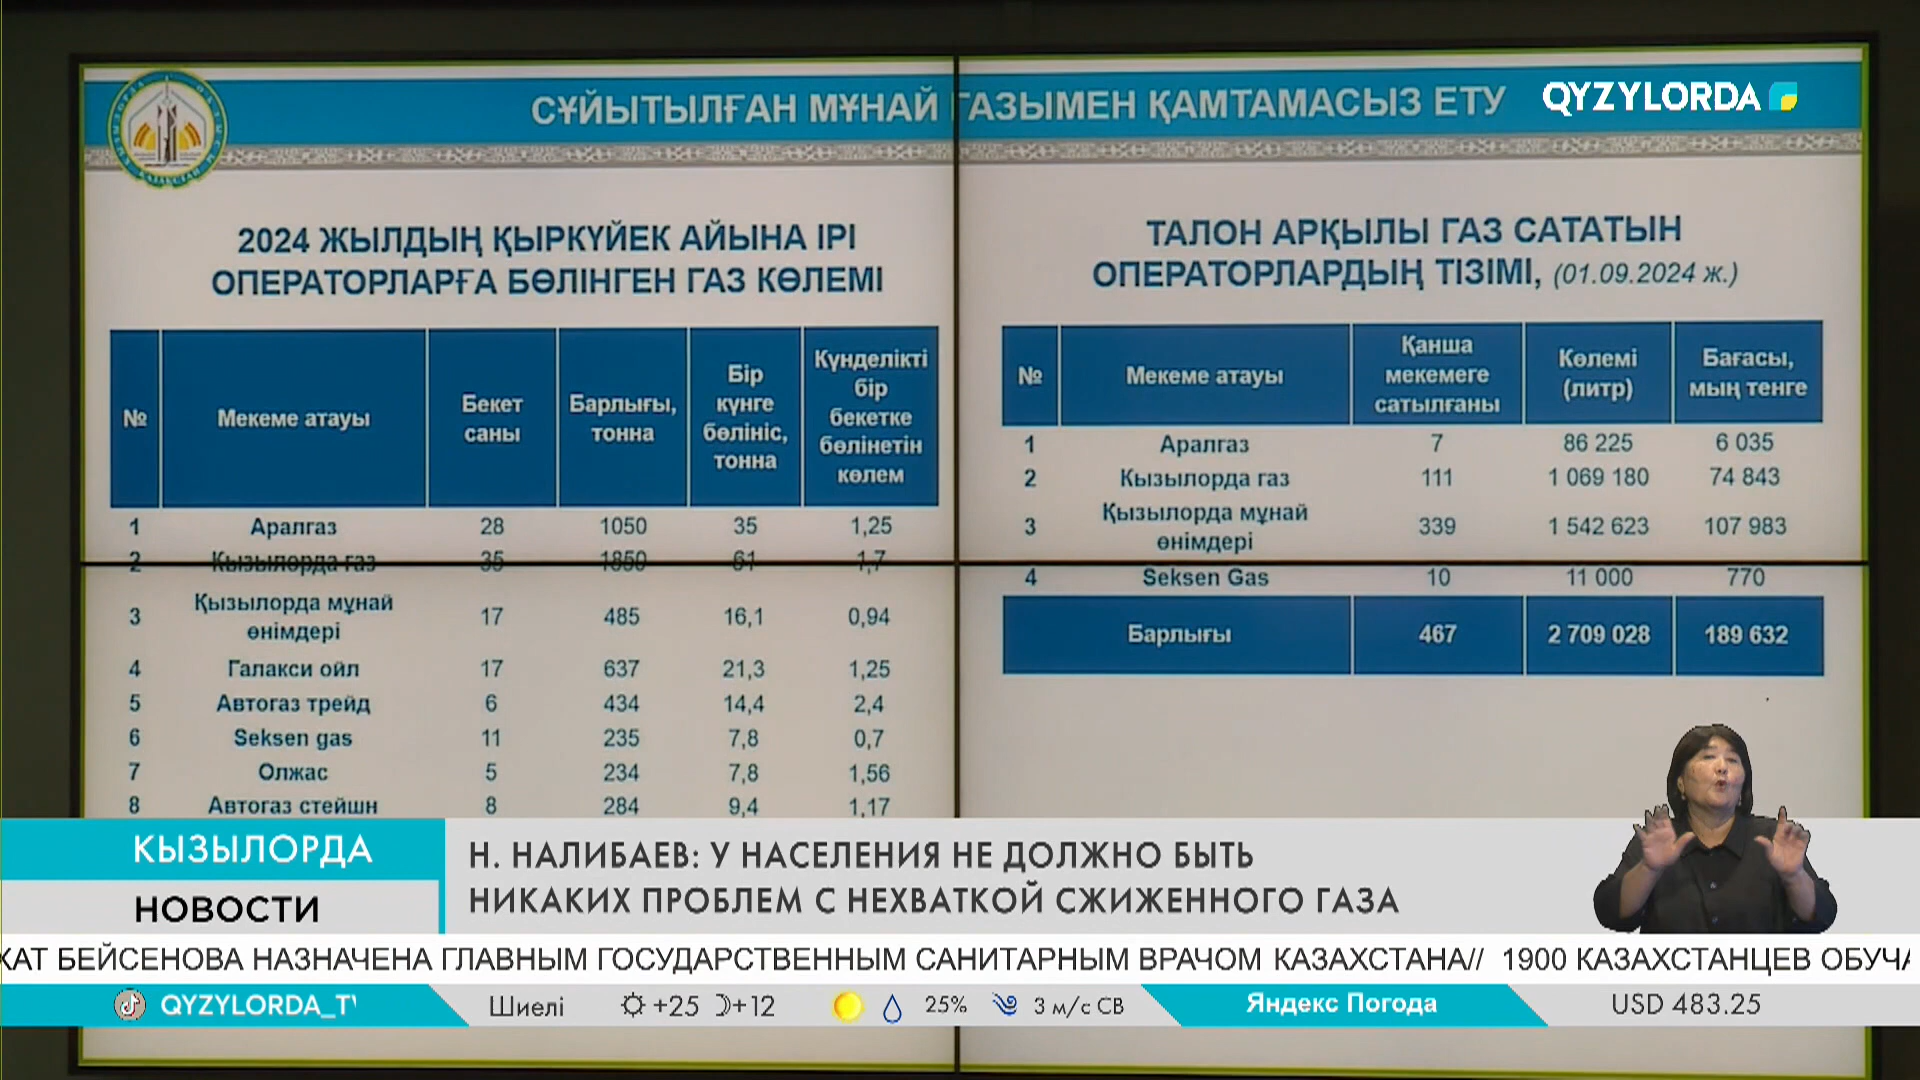 СҰЙЫТЫЛҒАН МҰНАЙ ГАЗЫМЕН ҚАМТАМАС�ыЗ ЕТУ
QYZYLORDA
2024 ЖЫЛДЫҢ ҚЫРКҮЙЕК АЙЫНА ІРІ
ОПЕРАТОРЛАРҒА БӨЛІНГЕН ГАЗ КӨЛЕМІ
№ Мекеме атауы Бекет саны Барлығы, тонна Бір күнге бөлініс, тонна Күнделікті бір бекетке бөлінетін көлем
1 Аралгаз 28 1050 35 1,25
2 Кызылорда газ 35 1850 61 1,7
3 Қызылорда мұнай өнімдері 17 485 16,1 0,94
4 Галакси ойл 17 637 21,3 1,25
5 Автогаз трейд 6 434 14,4 2,4
6 Seksen gas 11 235 7,8 0,7
7 Олжас 5 234 7,8 1,56
8 Автогаз стейшн 8 284 9,4 1,17
ТАЛОН АРҚЫЛЫ ГАЗ САТАТЫН
ОПЕРАТОРЛАРДЫҢ ТІЗІМІ, (01.09.2024 ж.)
№ Мекеме атауы Қанша мекемеге сатылғаны Көлемі (литр) Бағасы, мың тенге
1 Аралгаз 7 86 225 6 035
2 Кызылорда газ 111 1 069 180 74 843
3 Қызылорда мұнай өнімдері 339 1 542 623 107 983
4 Seksen Gas 10 11 000 770
Барлығы 467 2 709 028 189 632
КЫЗЫЛОРДА
НОВОСТИ
Н. НАЛИБАЕВ: У НАСЕЛЕНИЯ НЕ ДОЛЖНО БЫТЬ
НИКАКИХ ПРОБЛЕМ С НЕХВАТКОЙ СЖИЖЕННОГО ГАЗА
ХАТ БЕЙСЕНОВА НАЗНАЧЕНА ГЛАВНЫМ ГОСУДАРСТВЕННЫМ САНИТАРНЫМ ВРАЧОМ КАЗАХСТАНА// 1900 КАЗАХСТАНЦЕВ ОБУЧА
QYZYLORDA_TV Шиелі +25 +12 25% 3 м/с СВ Яндекс Погода USD 483.25